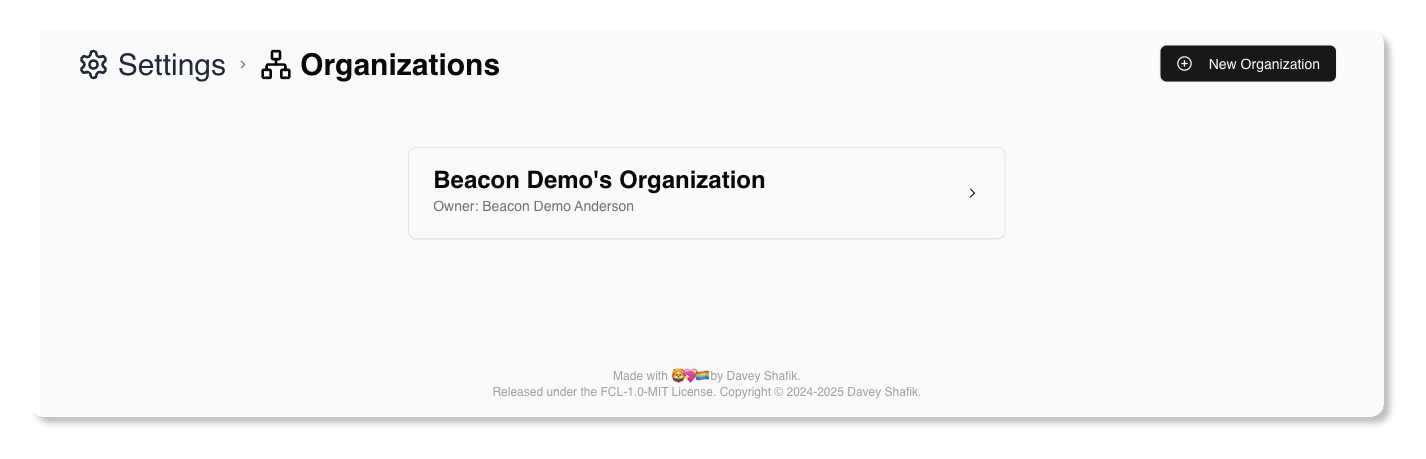 Settings > Organizations
New Organization
Beacon Demo's Organization
Owner: Beacon Demo Anderson
Made with 🦁💖🏳️‍🌈 by Davey Shafik.
Released under the FCL-1.0-MIT License. Copyright © 2024-2025 Davey Shafik.